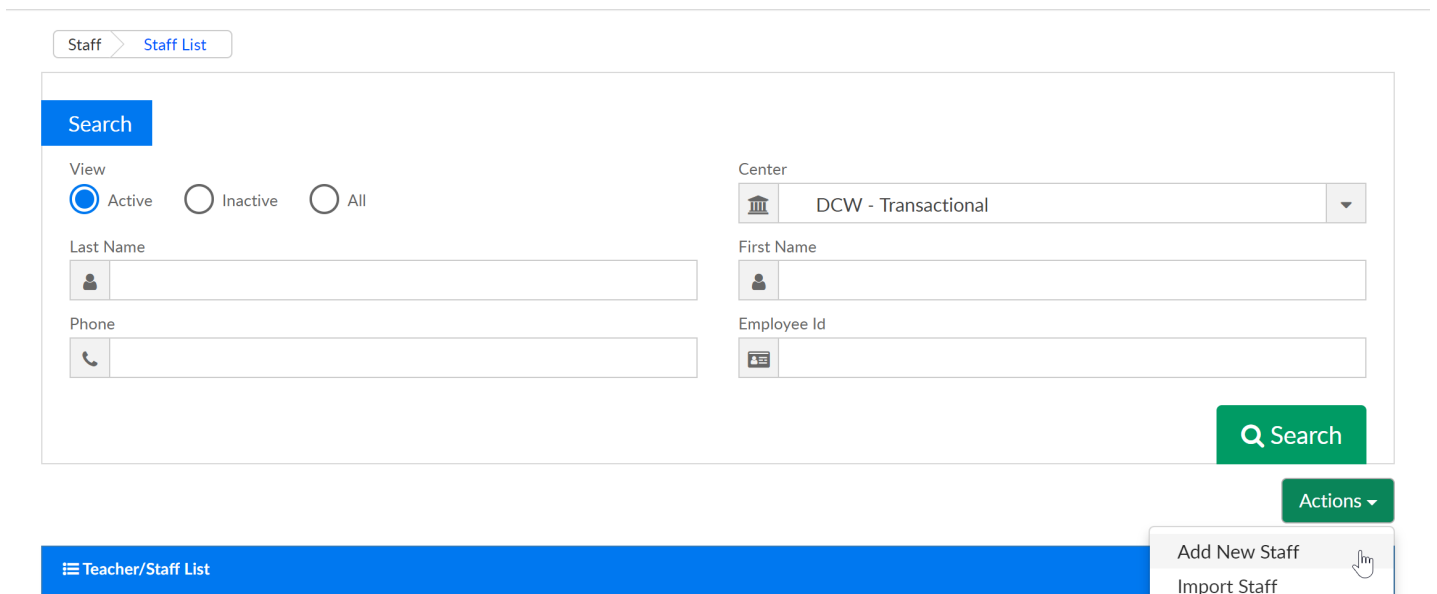 Staff Staff List
Search
View
Active Inactive All
Center
DCW - Transactional
Last Name
First Name
Phone
Employee Id
Search
Actions
Add New Staff
Import Staff
Teacher/Staff List